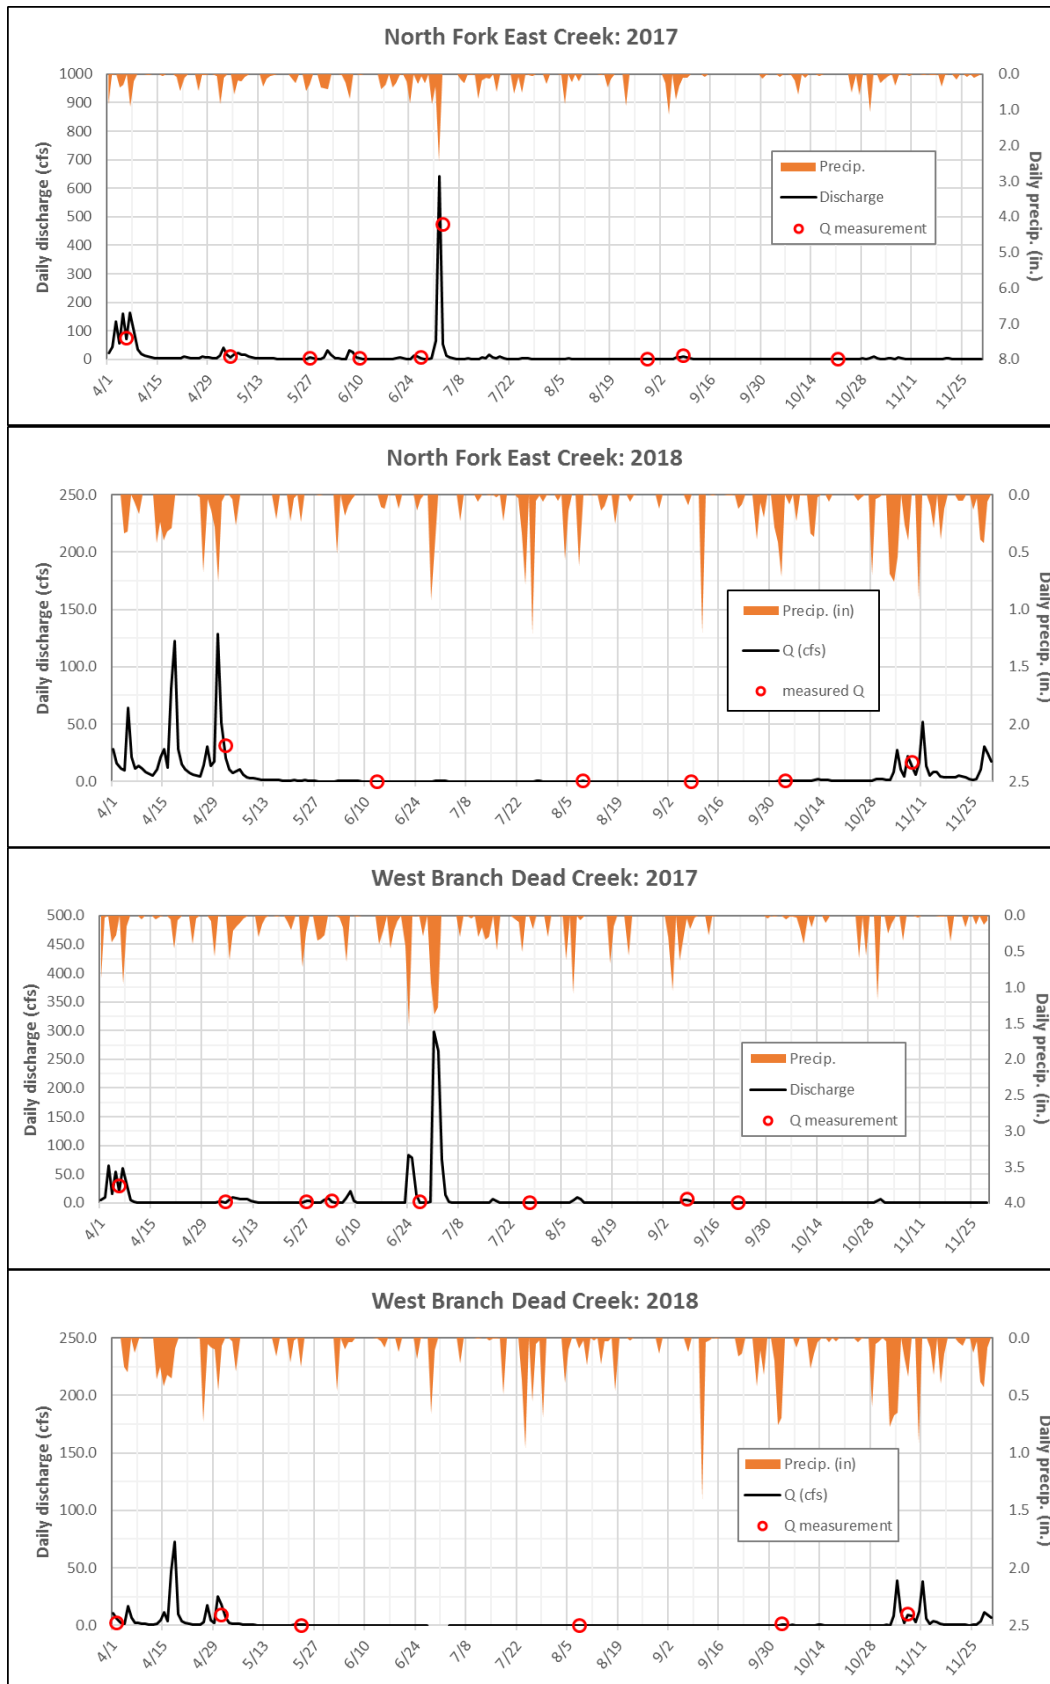 North Fork East Creek: 2017
Daily discharge (cfs)
1000
900
800
700
600
500
400
300
200
100
0
0.0
1.0
2.0
3.0
4.0
5.0
6.0
7.0
8.0
Daily precip. (in.)
Precip.
Discharge
Q measurement
4/1 4/15 4/29 5/13 5/27 6/10 6/24 7/8 7/22 8/5 8/19 9/2 9/16 9/30 10/14 10/28 11/11 11/25
North Fork East Creek: 2018
Daily discharge (cfs)
250.0
200.0
150.0
100.0
50.0
0.0
0.0
0.5
1.0
1.5
2.0
2.5
Daily precip. (in.)
Precip. (in)
Q (cfs)
measured Q
4/1 4/15 4/29 5/13 5/27 6/10 6/24 7/8 7/22 8/5 8/19 9/2 9/16 9/30 10/14 10/28 11/11 11/25
West Branch Dead Creek: 2017
Daily discharge (cfs)
500.0
450.0
400.0
350.0
300.0
250.0
200.0
150.0
100.0
50.0
0.0
0.0
0.5
1.0
1.5
2.0
2.5
3.0
3.5
4.0
Daily precip. (in.)
Precip.
Discharge
Q measurement
4/1 4/15 4/29 5/13 5/27 6/10 6/24 7/8 7/22 8/5 8/19 9/2 9/16 9/30 10/14 10/28 11/11 11/25
West Branch Dead Creek: 2018
Daily discharge (cfs)
250.0
200.0
150.0
100.0
50.0
0.0
0.0
0.5
1.0
1.5
2.0
2.5
Daily precip. (in.)
Precip. (in)
Q (cfs)
Q measurement
4/1 4/15 4/29 5/13 5/27 6/10 6/24 7/8 7/22 8/5 8/19 9/2 9/16 9/30 10/14 10/28 11/11 11/25